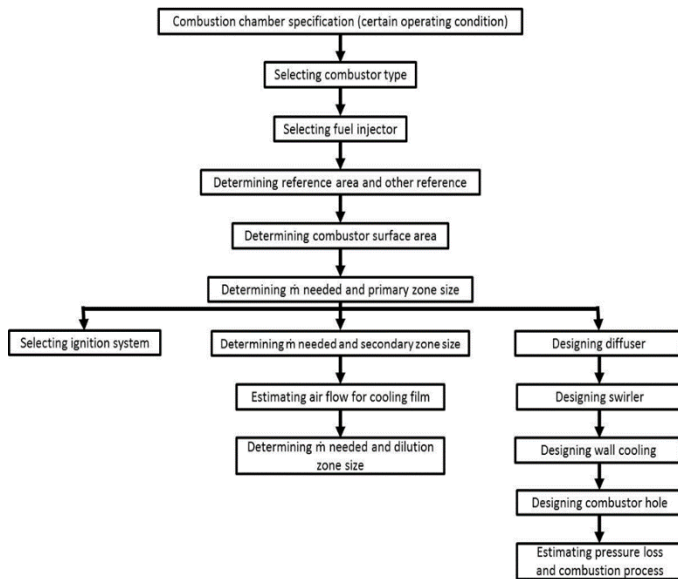 Combustion chamber specification (certain operating condition)
Selecting combustor type
Selecting fuel injector
Determining reference area and other reference
Determining combustor surface area
Determining ṁ needed and primary zone size
Selecting ignition system
Determining ṁ needed and secondary zone size
Designing diffuser
Estimating air flow for cooling film
Designing swirler
Determining ṁ needed and dilution
zone size
Designing wall cooling
Designing combustor hole
Estimating pressure loss
and combustion process